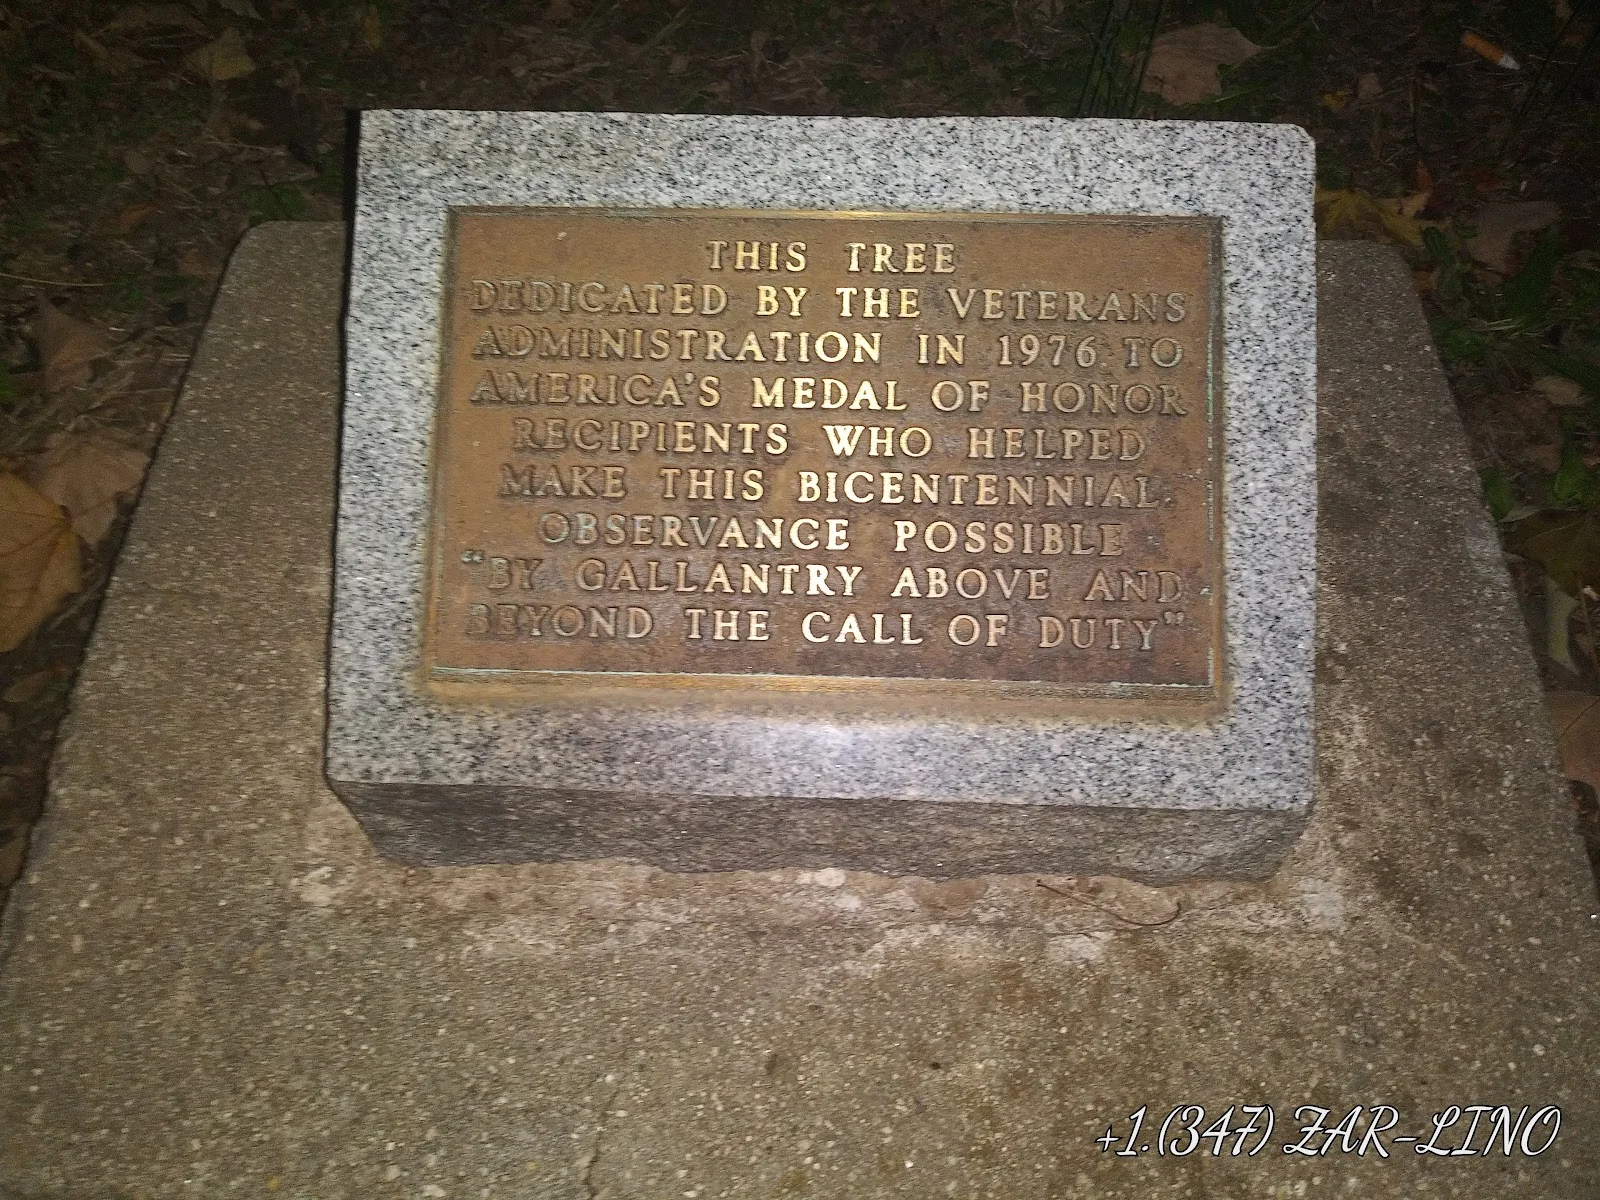 THIS TREE
DEDICATED BY THE VETERANS
ADMINISTRATION IN 1976 TO
AMERICA'S MEDAL OF HONOR
RECIPIENTS WHO HELPED
MAKE THIS BICENTENNIAL
OBSERVANCE POSSIBLE
"BY GALLANTRY ABOVE AND
BEYOND THE CALL OF DUTY"
+1.(347) ZAR-LINO